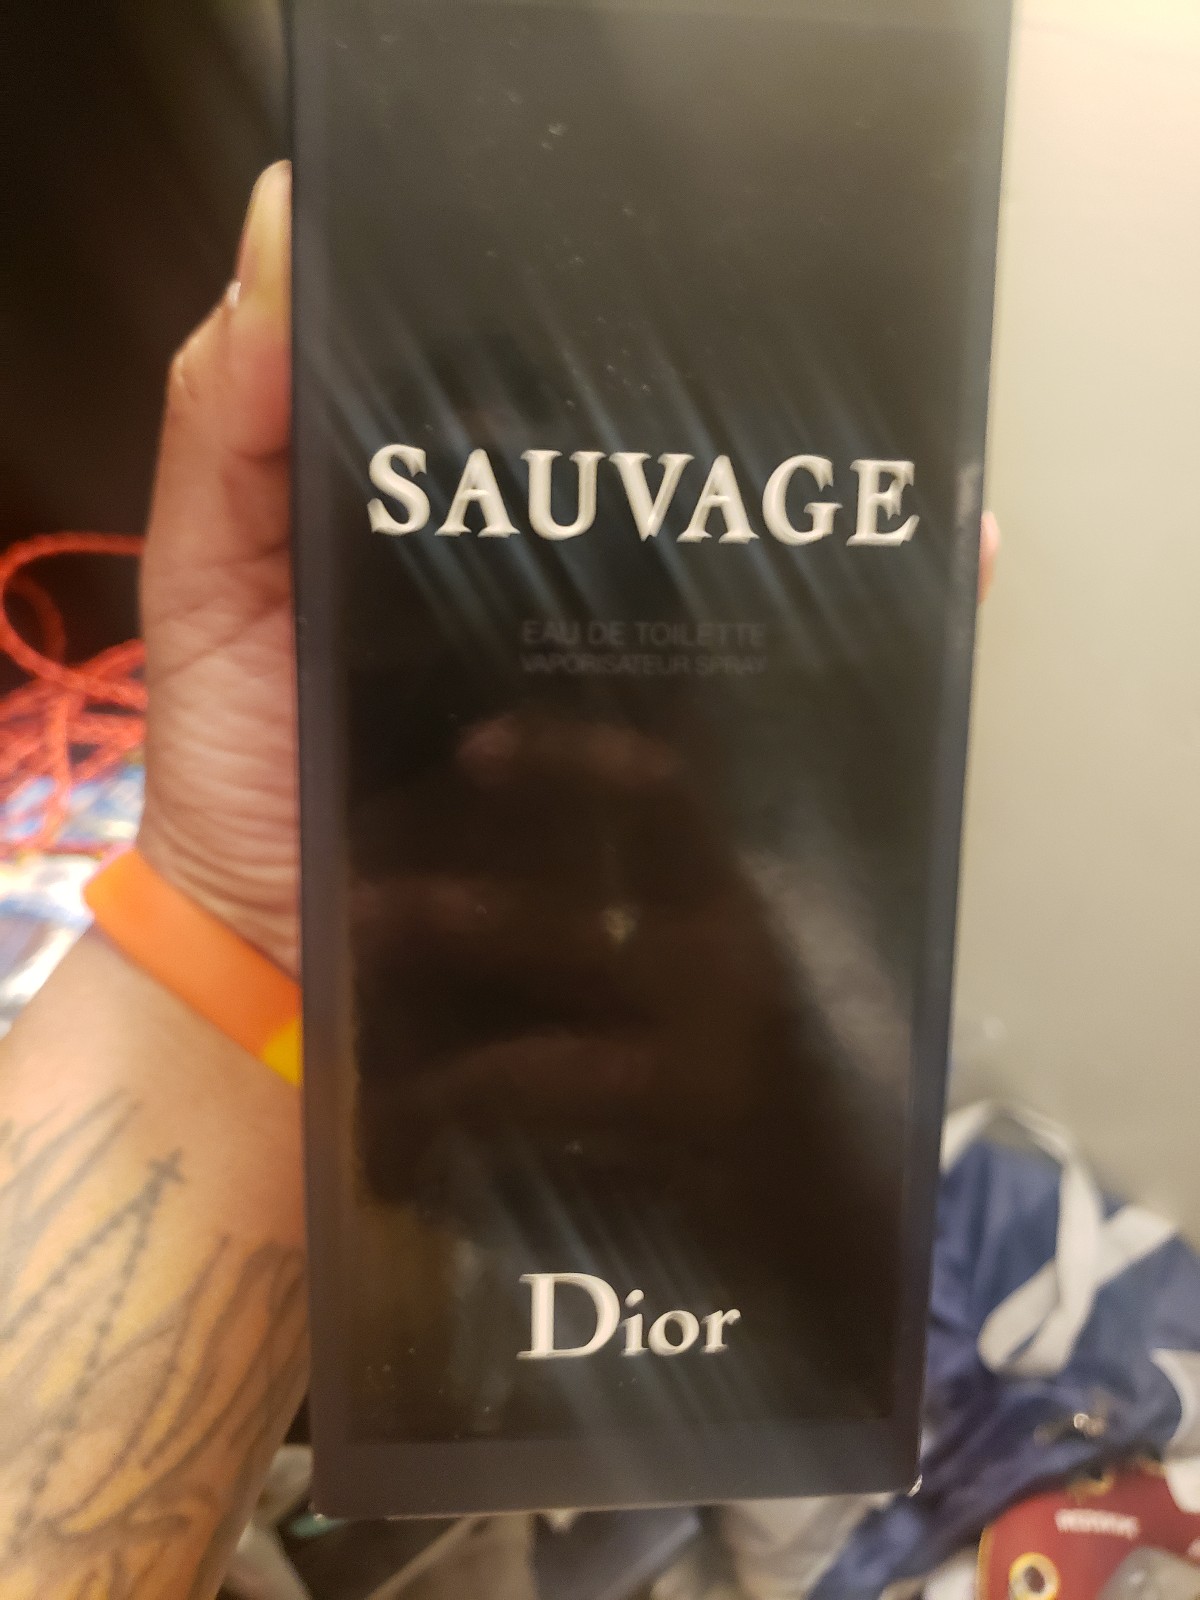 SAUVAGE
EAU DE TOILETTE
VAPORISATEUR SPRAY
Dior